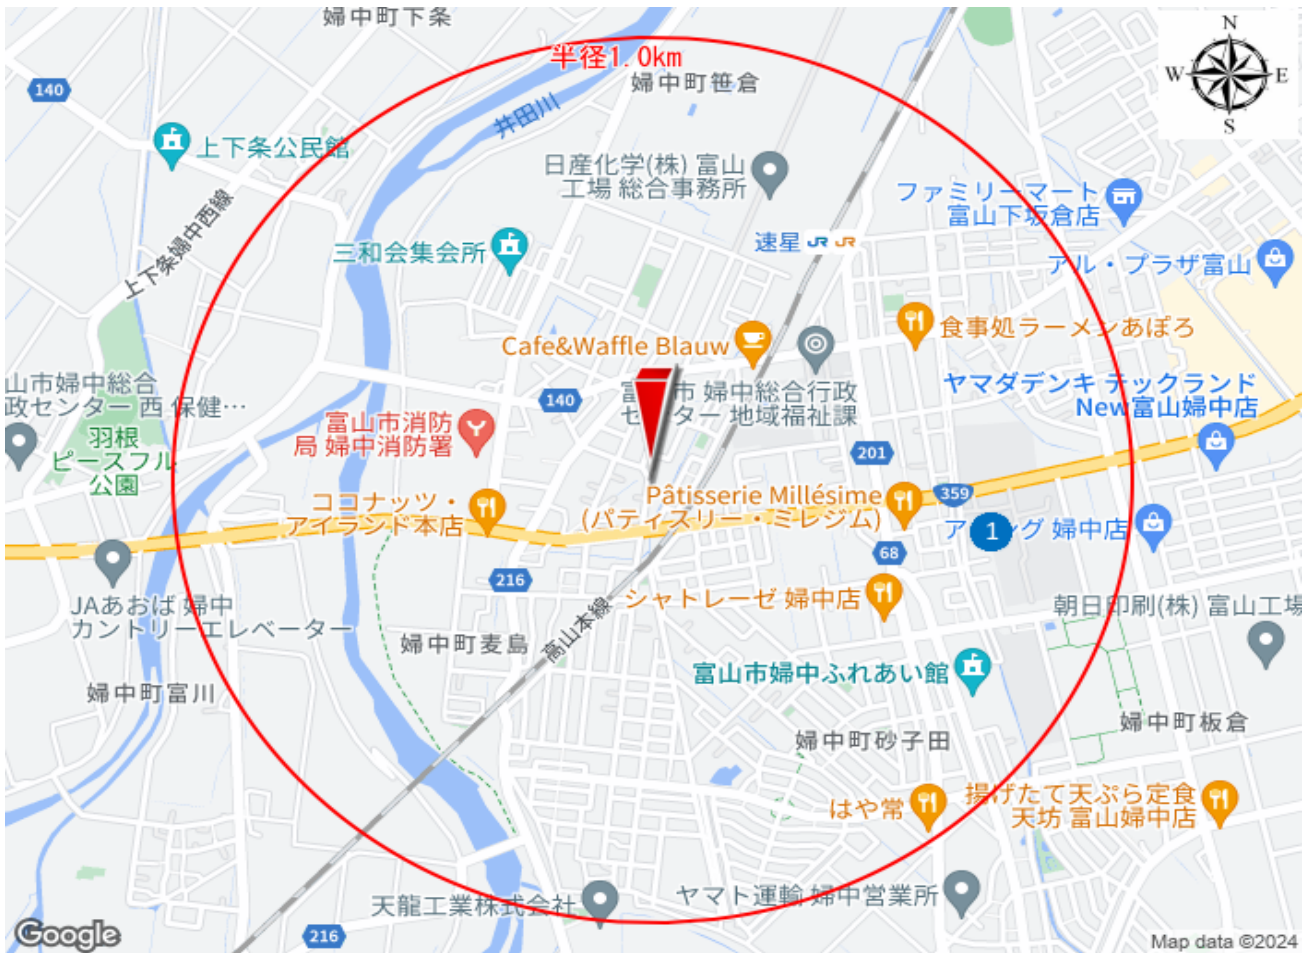 婦中町下条
半径1.0km
婦中町笹倉
N
W
E
S
140
井田川
上下条公民館
日産化学(株) 富山
工場 総合事務所
ファミリーマート
富山下坂倉店
上下条婦中西線
三和会集会所
速星
JR
JR
アル・プラザ富山
食事処ラーメンあぽろ
Cafe&Waffle Blauw
山市婦中総合
政センター 西 保健…
140
市 婦中総合行政
ター 地域福祉課
ヤマダデンキ テックランド
New富山婦中店
富山市消防
局 婦中消防署
羽根
ピースフル
公園
201
ココナッツ・
アイランド本店
Pâtisserie Millésime
(パティスリー・ミレジム)
359
1
婦中店
68
216
JAあおば 婦中
カントリーエレベーター
シャトレーゼ 婦中店
朝日印刷(株) 富山工場
婦中町麦島
高山本線
富山市婦中ふれあい館
婦中町富川
婦中町砂子田
婦中町板倉
はや常
揚げたて天ぷら定食
天坊 富山婦中店
天龍工業株式会社
ヤマト運輸 婦中営業所
216
Google
Map data ©2024